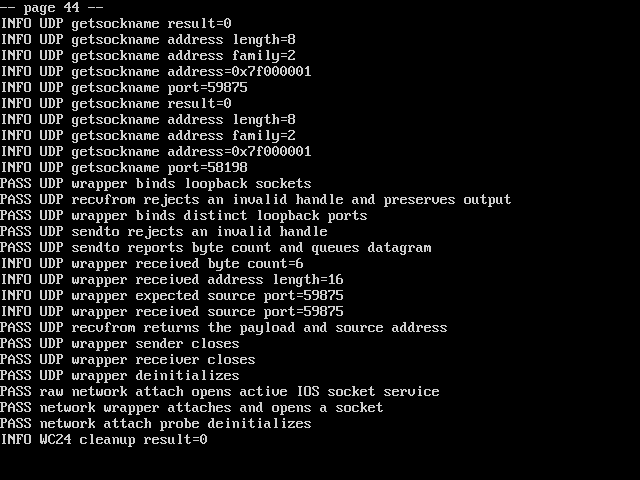 -- page 44 --
INFO UDP getsockname result=0
INFO UDP getsockname address length=8
INFO UDP getsockname address family=2
INFO UDP getsockname address=0x7f000001
INFO UDP getsockname port=59875
INFO UDP getsockname result=0
INFO UDP getsockname address length=8
INFO UDP getsockname address family=2
INFO UDP getsockname address=0x7f000001
INFO UDP getsockname port=58198
PASS UDP wrapper binds loopback sockets
PASS UDP recvfrom rejects an invalid handle and preserves output
PASS UDP wrapper binds distinct loopback ports
PASS UDP sendto rejects an invalid handle
PASS UDP sendto reports byte count and queues datagram
INFO UDP wrapper received byte count=6
INFO UDP wrapper received address length=16
INFO UDP wrapper expected source port=59875
INFO UDP wrapper received source port=59875
PASS UDP recvfrom returns the payload and source address
PASS UDP wrapper sender closes
PASS UDP wrapper receiver closes
PASS UDP wrapper deinitializes
PASS raw network attach opens active IOS socket service
PASS network wrapper attaches and opens a socket
PASS network attach probe deinitializes
INFO WC24 cleanup result=0